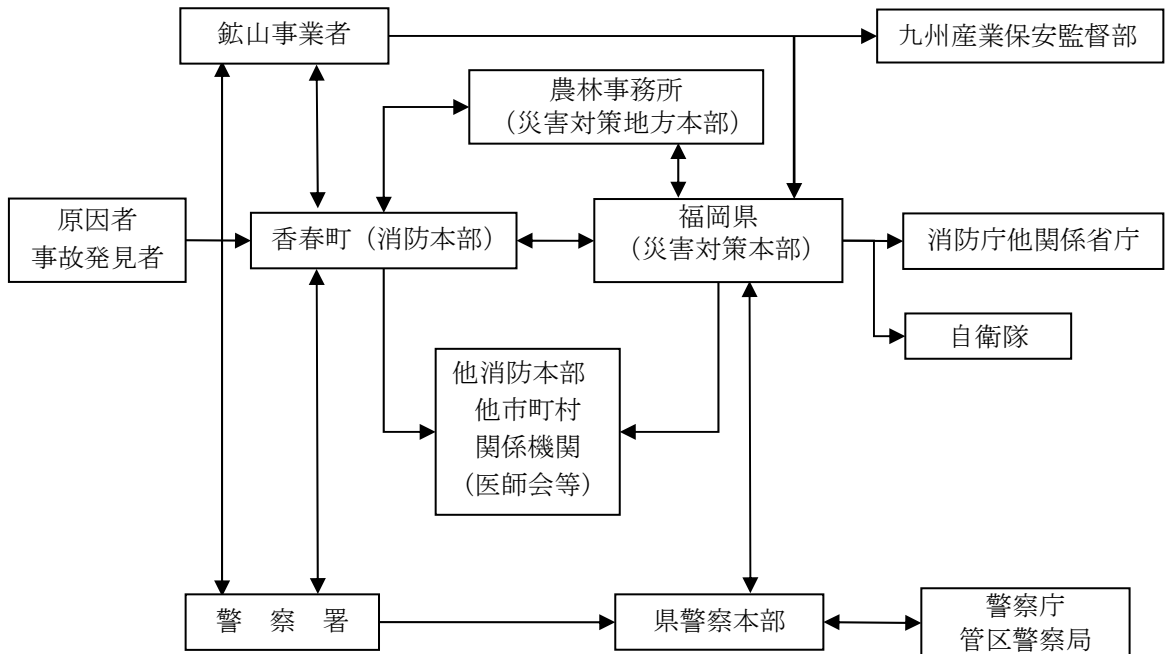 鉱山事業者
九州産業保安監督部
農林事務所
（災害対策地方本部）
原因者
事故発見者
香春町（消防本部）
福岡県
（災害対策本部）
消防庁他関係省庁
自衛隊
他消防本部
他市町村
関係機関
（医師会等）
警　察　署
県警察本部
警察庁
管区警察局